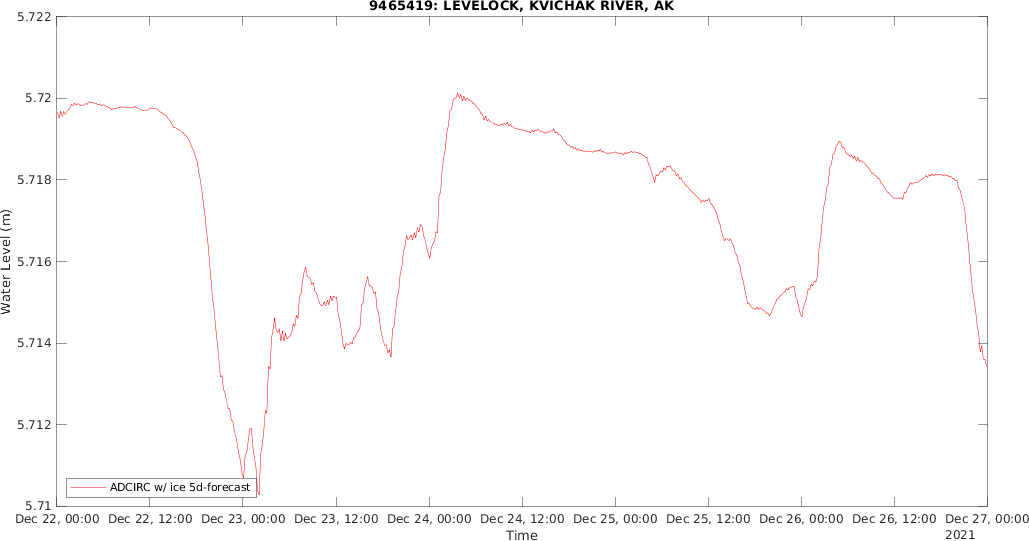 9465419: LEVELOCK, KVICHAK RIVER, AK
5.722
5.72
5.718
5.716
5.714
5.712
5.71
Water Level (m)
ADCIRC w/ ice 5d-forecast
Dec 22, 00:00 Dec 22, 12:00 Dec 23, 00:00 Dec 23, 12:00 Dec 24, 00:00 Dec 24, 12:00 Dec 25, 00:00 Dec 25, 12:00 Dec 26, 00:00 Dec 26, 12:00 Dec 27, 00:00
Time
2021